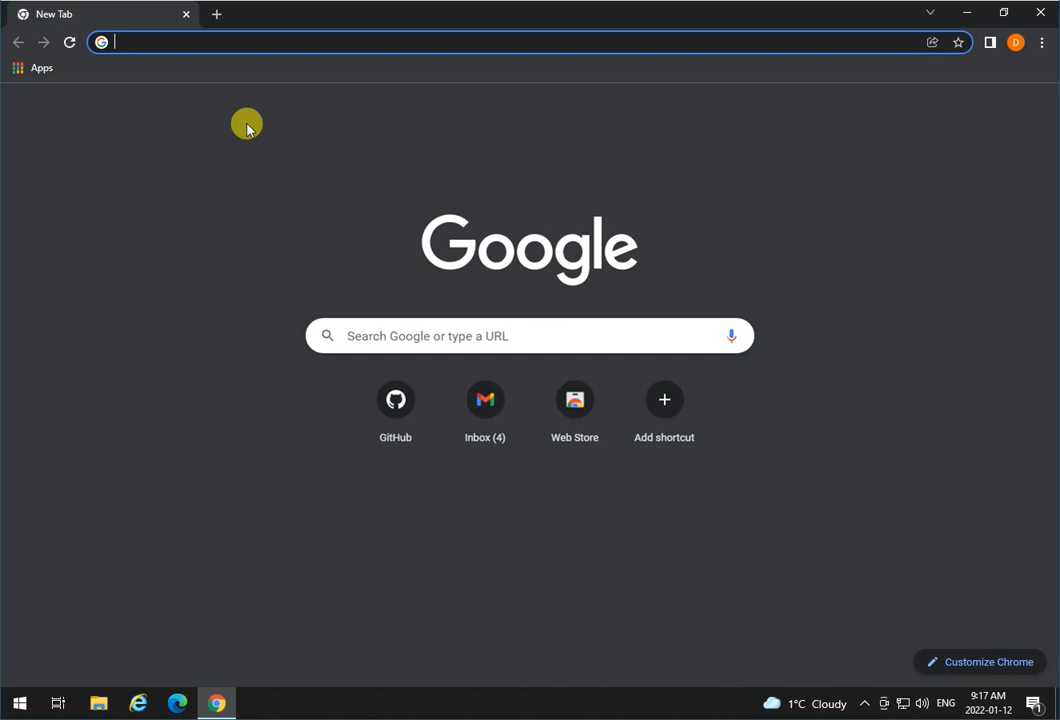 New Tab
Apps
Google
Search Google or type a URL
GitHub
Inbox (4)
Web Store
Add shortcut
Customize Chrome
1°C Cloudy
ENG
9:17 AM
2022-01-12
D
1